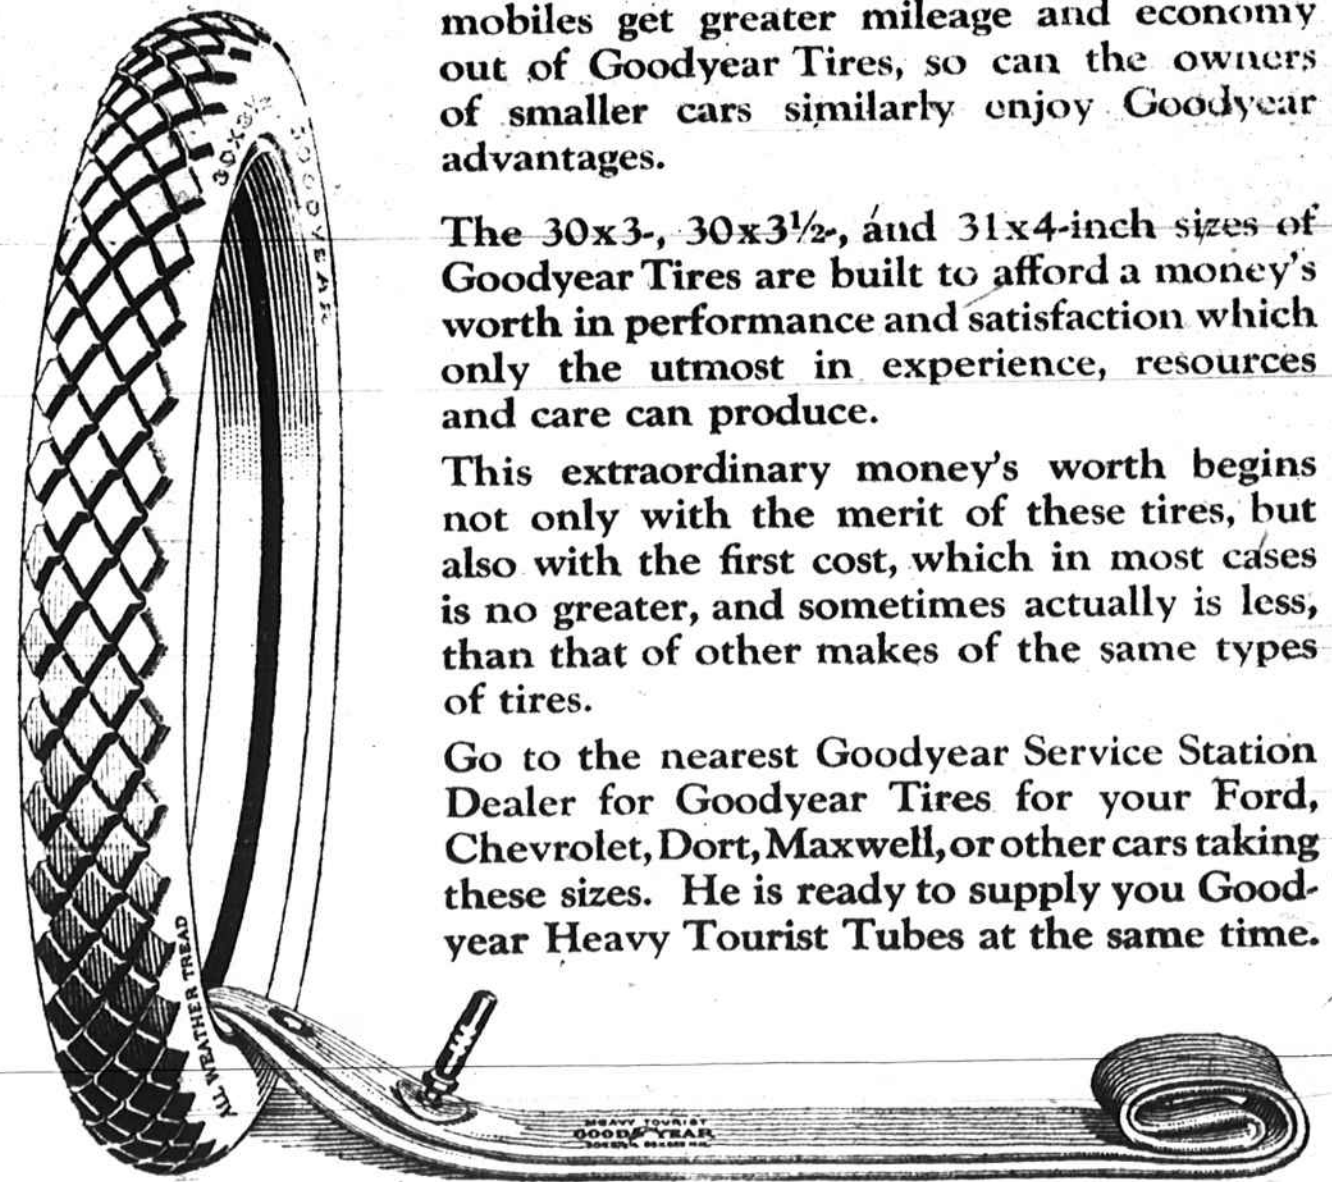 mobiles get greater mileage and economy
out of Goodyear Tires, so can the owners
of smaller cars similarly enjoy Goodyear
advantages.
The 30x3-, 30x3½-, and 31x4-inch sizes of
Goodyear Tires are built to afford a money's
worth in performance and satisfaction which
only the utmost in experience, resources
and care can produce.
This extraordinary money's worth begins
not only with the merit of these tires, but
also with the first cost, which in most cases
is no greater, and sometimes actually is less,
than that of other makes of the same types
of tires.
Go to the nearest Goodyear Service Station
Dealer for Goodyear Tires for your Ford,
Chevrolet, Dort, Maxwell, or other cars taking
these sizes. He is ready to supply you Good-
year Heavy Tourist Tubes at the same time.
30X3½
GOODYEAR
ALL WEATHER TREAD
HEAVY TOURIST
GOODYEAR